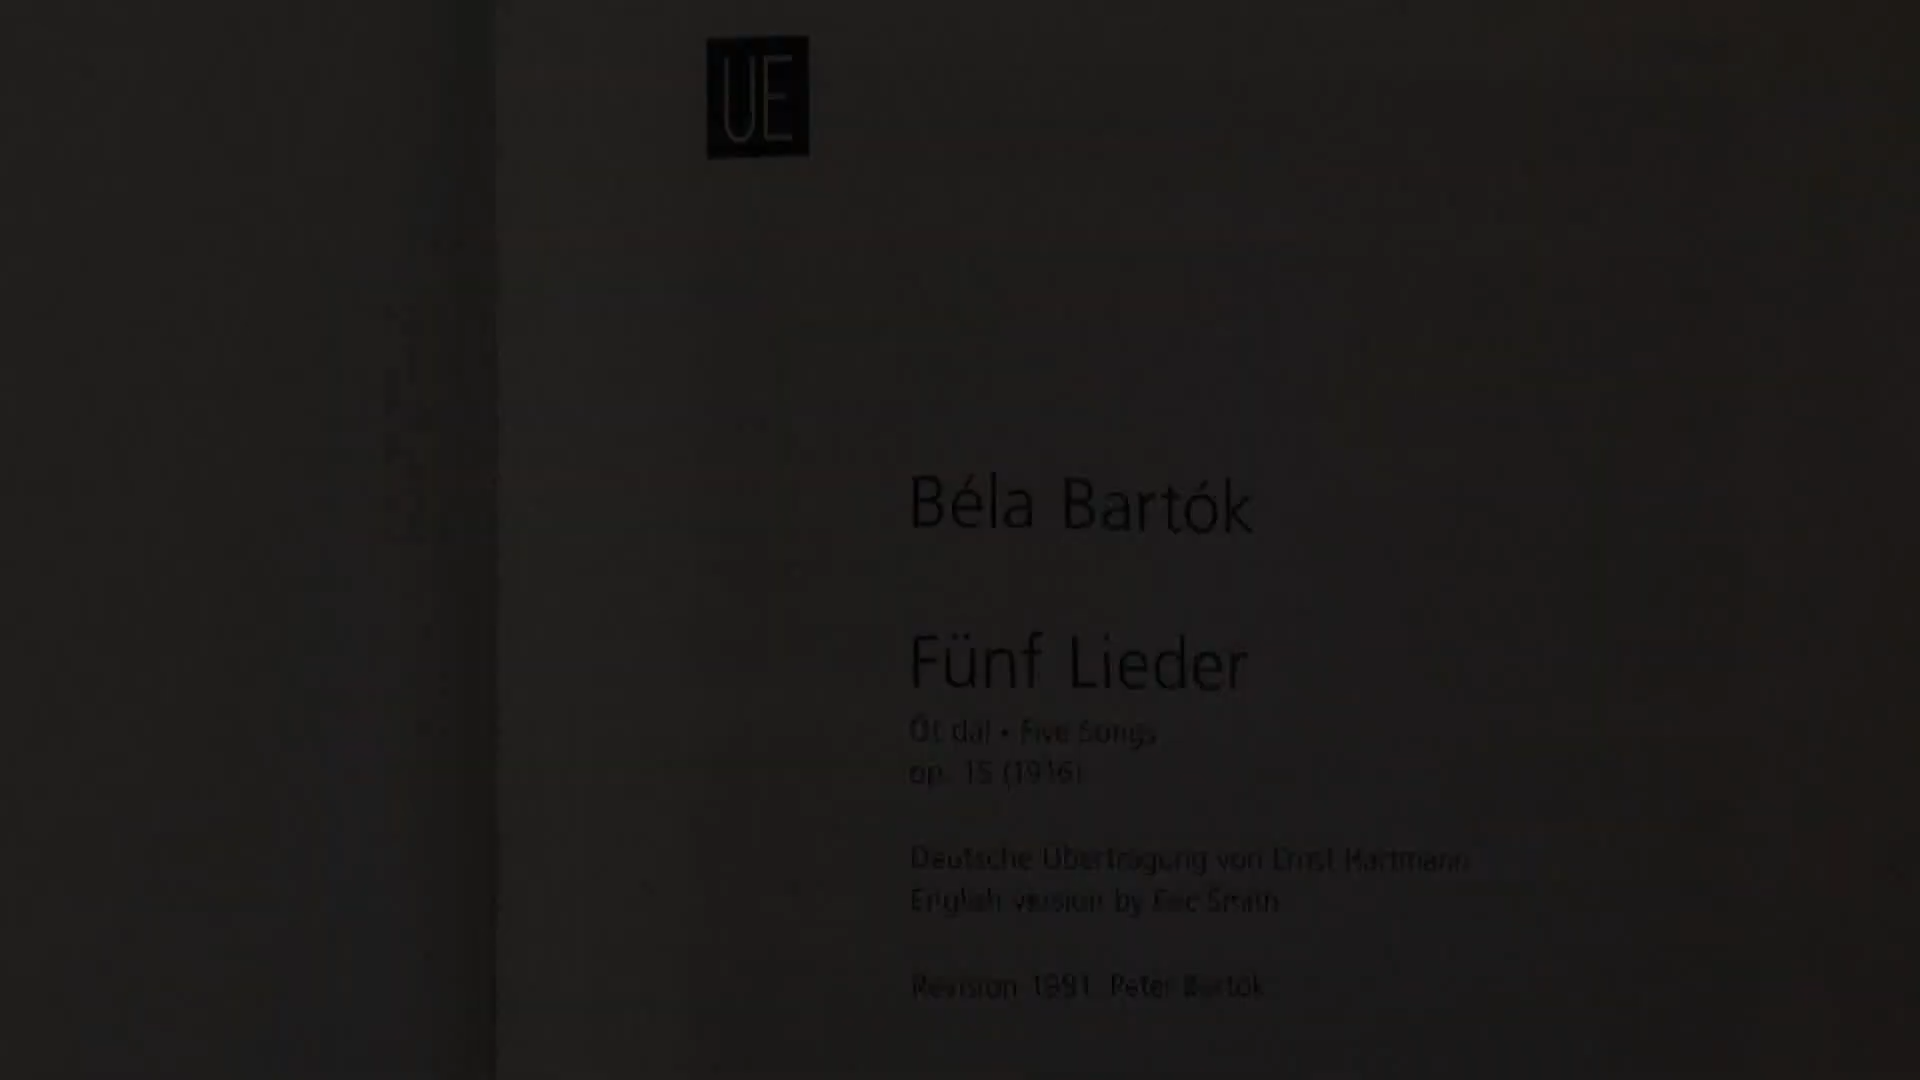 UE
Béla Bartók
Fünf Lieder
Öt dal • Five Songs
op. 15 (1916)
Deutsche Übertragung von Ernst Hartmann
English version by Eric Smith
Revision 1991: Peter Bartók